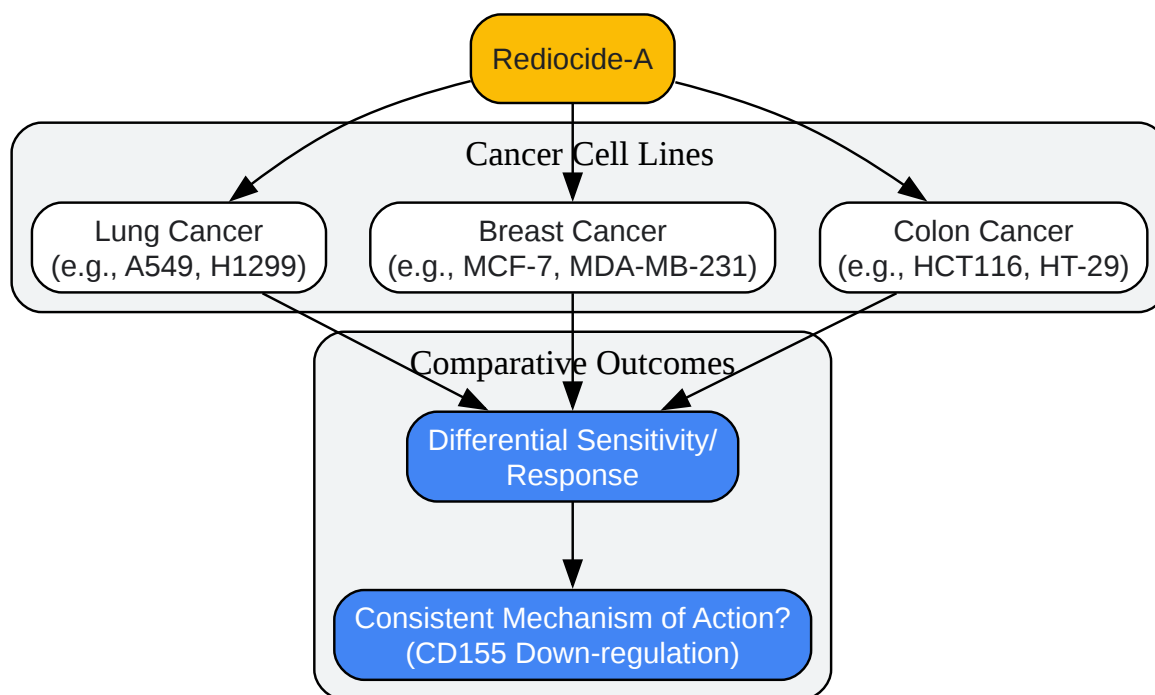 Rediocide-A
Cancer Cell Lines
Lung Cancer
(e.g., A549, H1299)
Breast Cancer
(e.g., MCF-7, MDA-MB-231)
Colon Cancer
(e.g., HCT116, HT-29)
Comparative Outcomes
Differential Sensitivity/
Response
Consistent Mechanism of Action?
(CD155 Down-regulation)